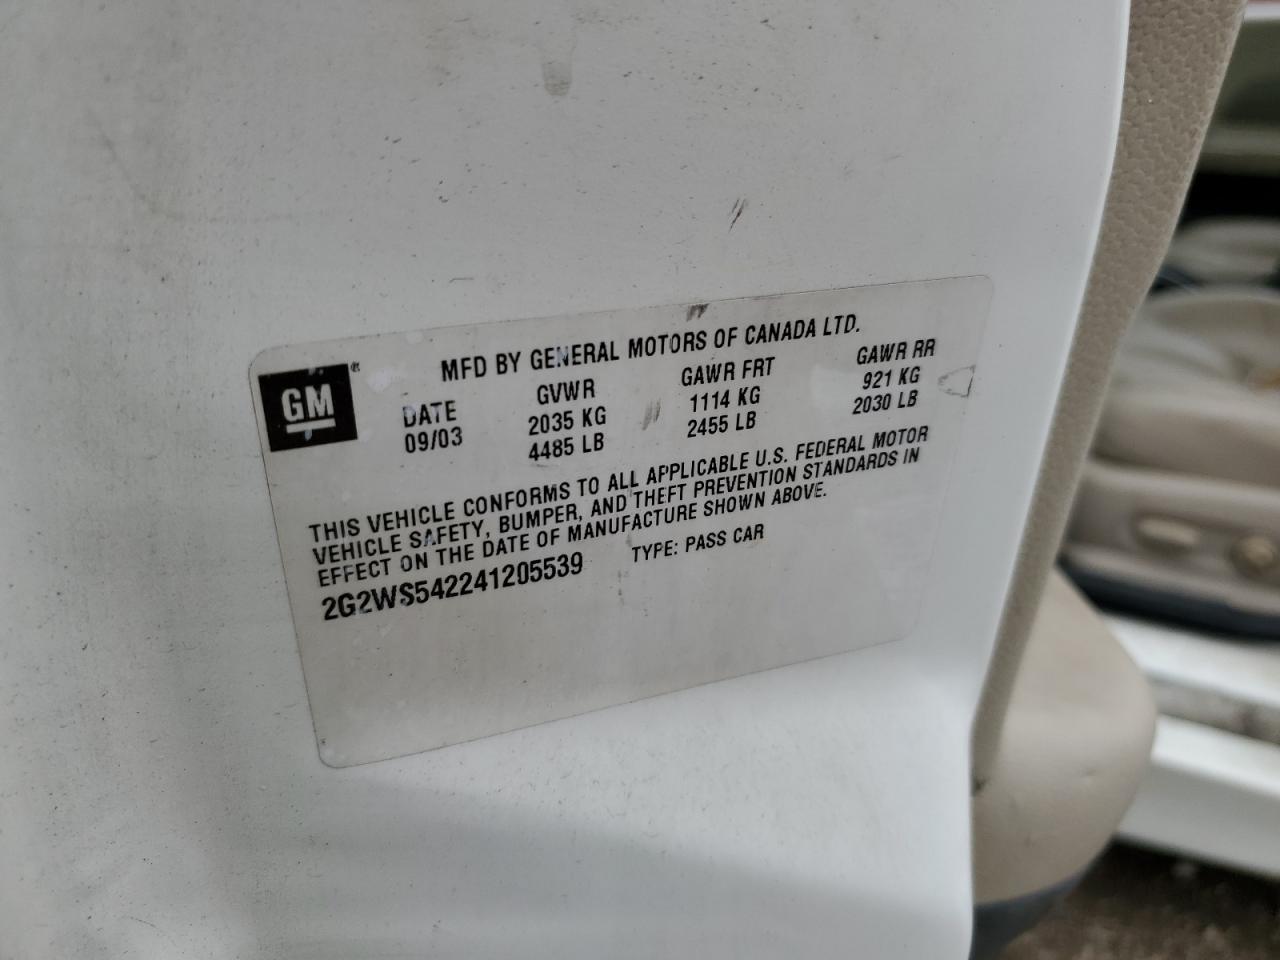 GM®
MFD BY GENERAL MOTORS OF CANADA LTD.
DATE GVWR GAWR FRT GAWR RR
09/03 2035 KG 1114 KG 921 KG
4485 LB 2455 LB 2030 LB
THIS VEHICLE CONFORMS TO ALL APPLICABLE U.S. FEDERAL MOTOR
VEHICLE SAFETY, BUMPER, AND THEFT PREVENTION STANDARDS IN
EFFECT ON THE DATE OF MANUFACTURE SHOWN ABOVE.
2G2WS542241205539 TYPE: PASS CAR